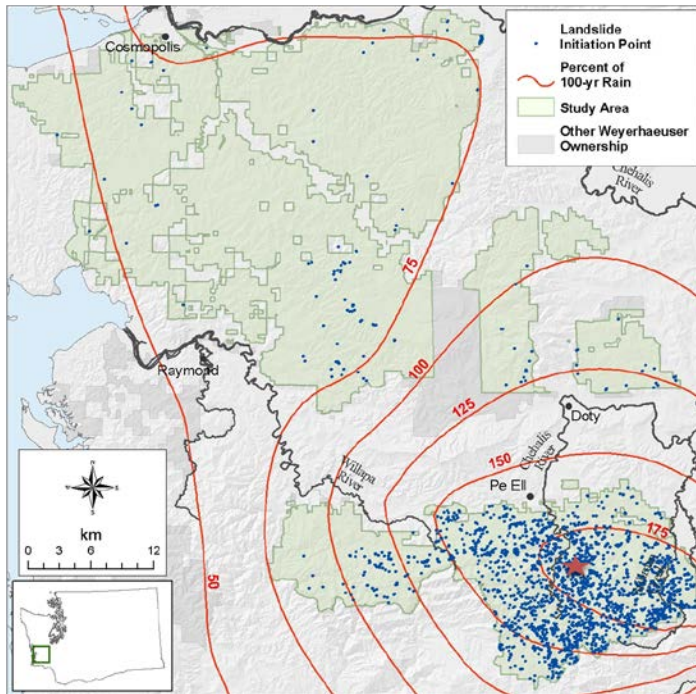 Landslide
Initiation Point
Percent of
100-yr Rain
Study Area
Other Weyerhaeuser
Ownership
Cosmopolis
Chehalis
River
75
100
Raymond
125
Doty
Chehalis
River
150
Willapa
River
Pe Ell
175
50
N
S
km
0 3 6 12